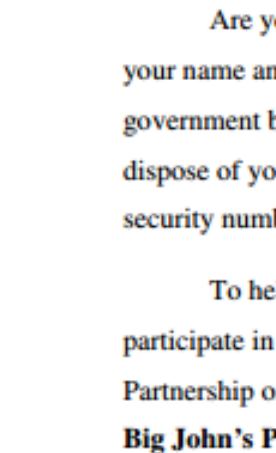 Are
your name
government
dispose of
security
To
participate in
Partnership
Big John's